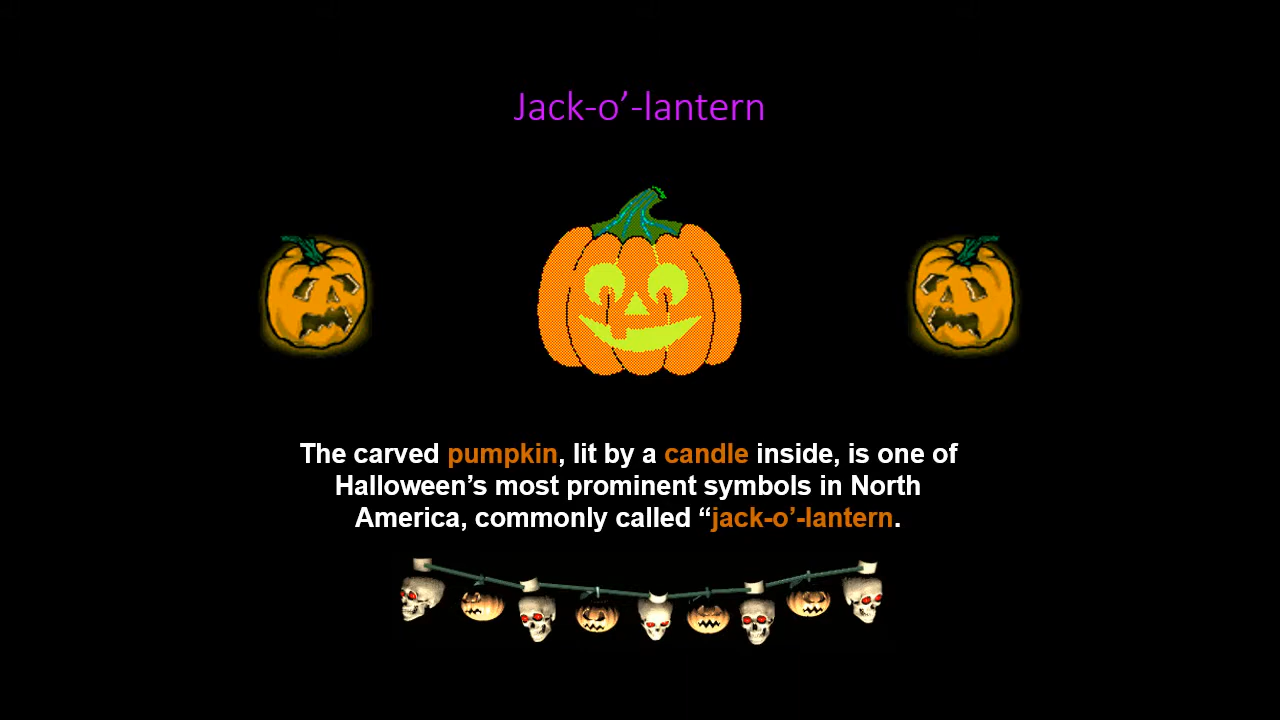 Jack-o’-lantern
The carved pumpkin, lit by a candle inside, is one of
Halloween’s most prominent symbols in North
America, commonly called “jack-o’-lantern.